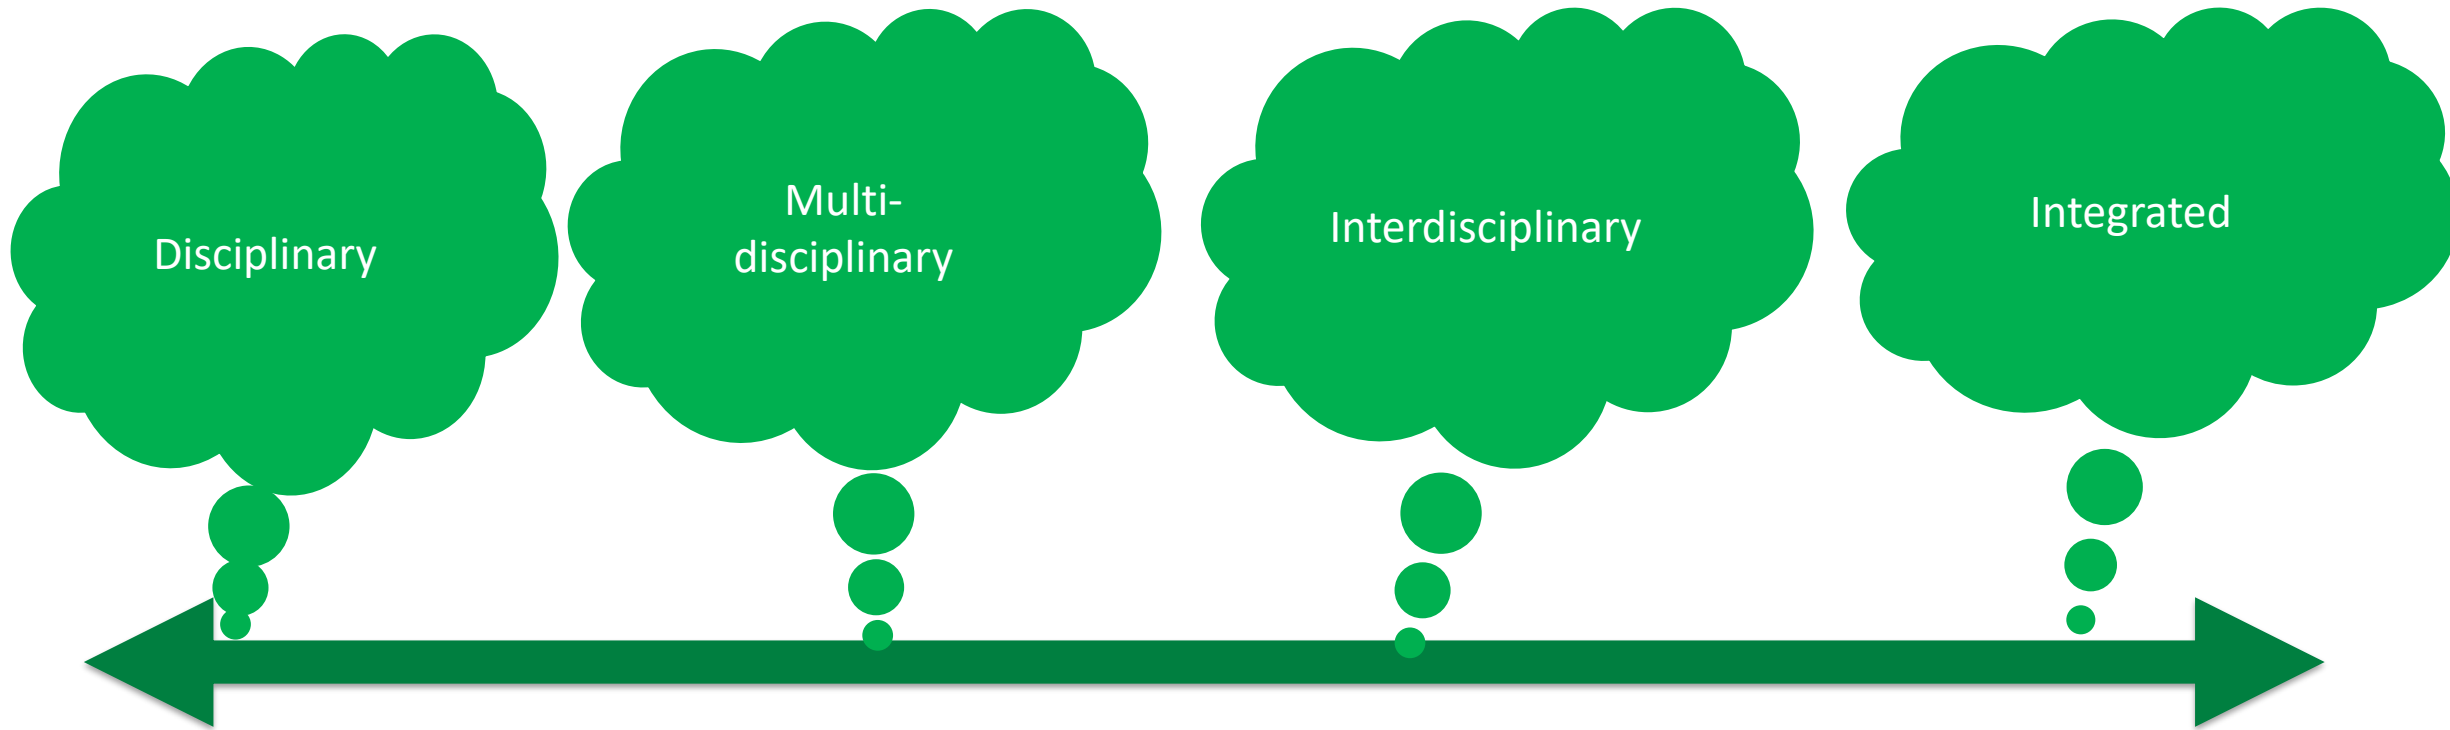 Disciplinary
Multi-
disciplinary
Interdisciplinary
Integrated